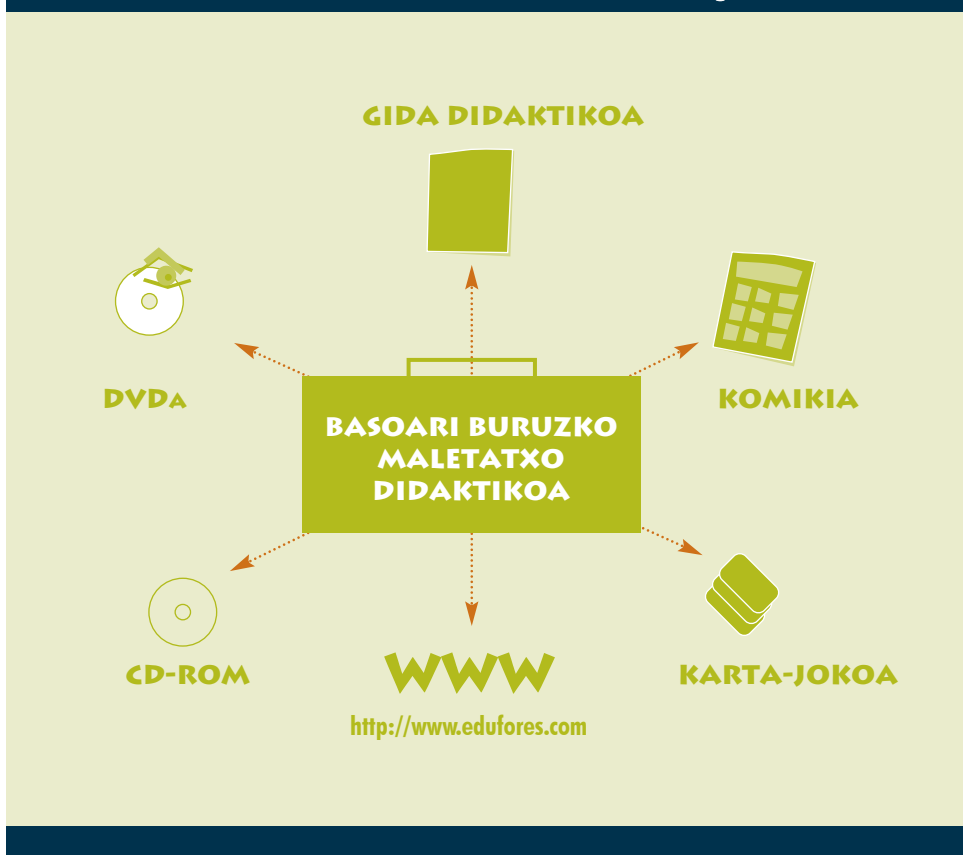 GIDA DIDAKTIKOA
DVDA
KOMIKIA
BASOARI BURUZKO
MALETATXO
DIDAKTIKOA
CD-ROM
WWW
KARTA-JOKOA
http://www.edufores.com